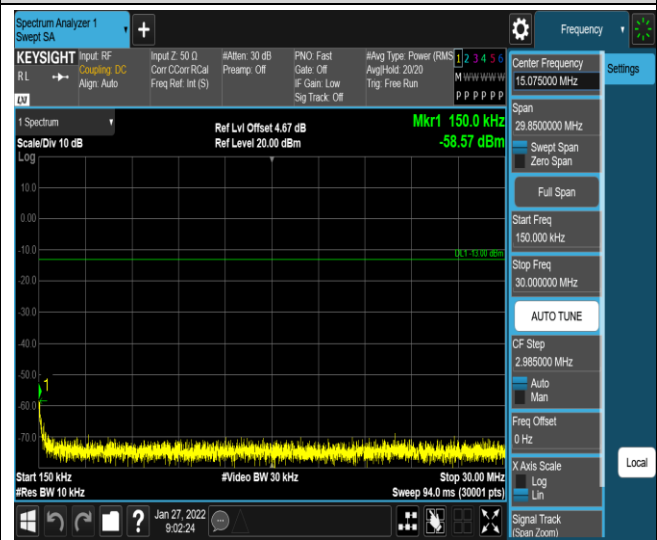 Spectrum Analyzer 1
Swept SA
Frequency
KEYSIGHT
RL
LXI
Input: RF
Coupling: DC
Align: Auto
Input Z: 50 Ω
Corr CCorr RCal
Freq Ref: Int (S)
#Atten: 30 dB
Preamp: Off
PNO: Fast
Gate: Off
IF Gain: Low
Sig Track: Off
#Avg Type: Power (RMS
Avg|Hold: 20/20
Trig: Free Run
1 2 3 4 5 6
M W W W W W
P P P P P P
1 Spectrum
Scale/Div 10 dB
Log
Ref Lvl Offset 4.67 dB
Ref Level 20.00 dBm
Mkr1 150.0 kHz
-58.57 dBm
10.0
0.00
-10.0
DL1 -13.00 dBm
-20.0
-30.0
-40.0
-50.0
1
-60.0
-70.0
Start 150 kHz
#Res BW 10 kHz
#Video BW 30 kHz
Stop 30.00 MHz
Sweep 94.0 ms (30001 pts)
Jan 27, 2022
9:02:24
Center Frequency
15.075000 MHz
Span
29.8500000 MHz
Swept Span
Zero Span
Full Span
Start Freq
150.000 kHz
Stop Freq
30.000000 MHz
AUTO TUNE
CF Step
2.985000 MHz
Auto
Man
Freq Offset
0 Hz
X Axis Scale
Log
Lin
Signal Track
(Span Zoom)
Settings
Local